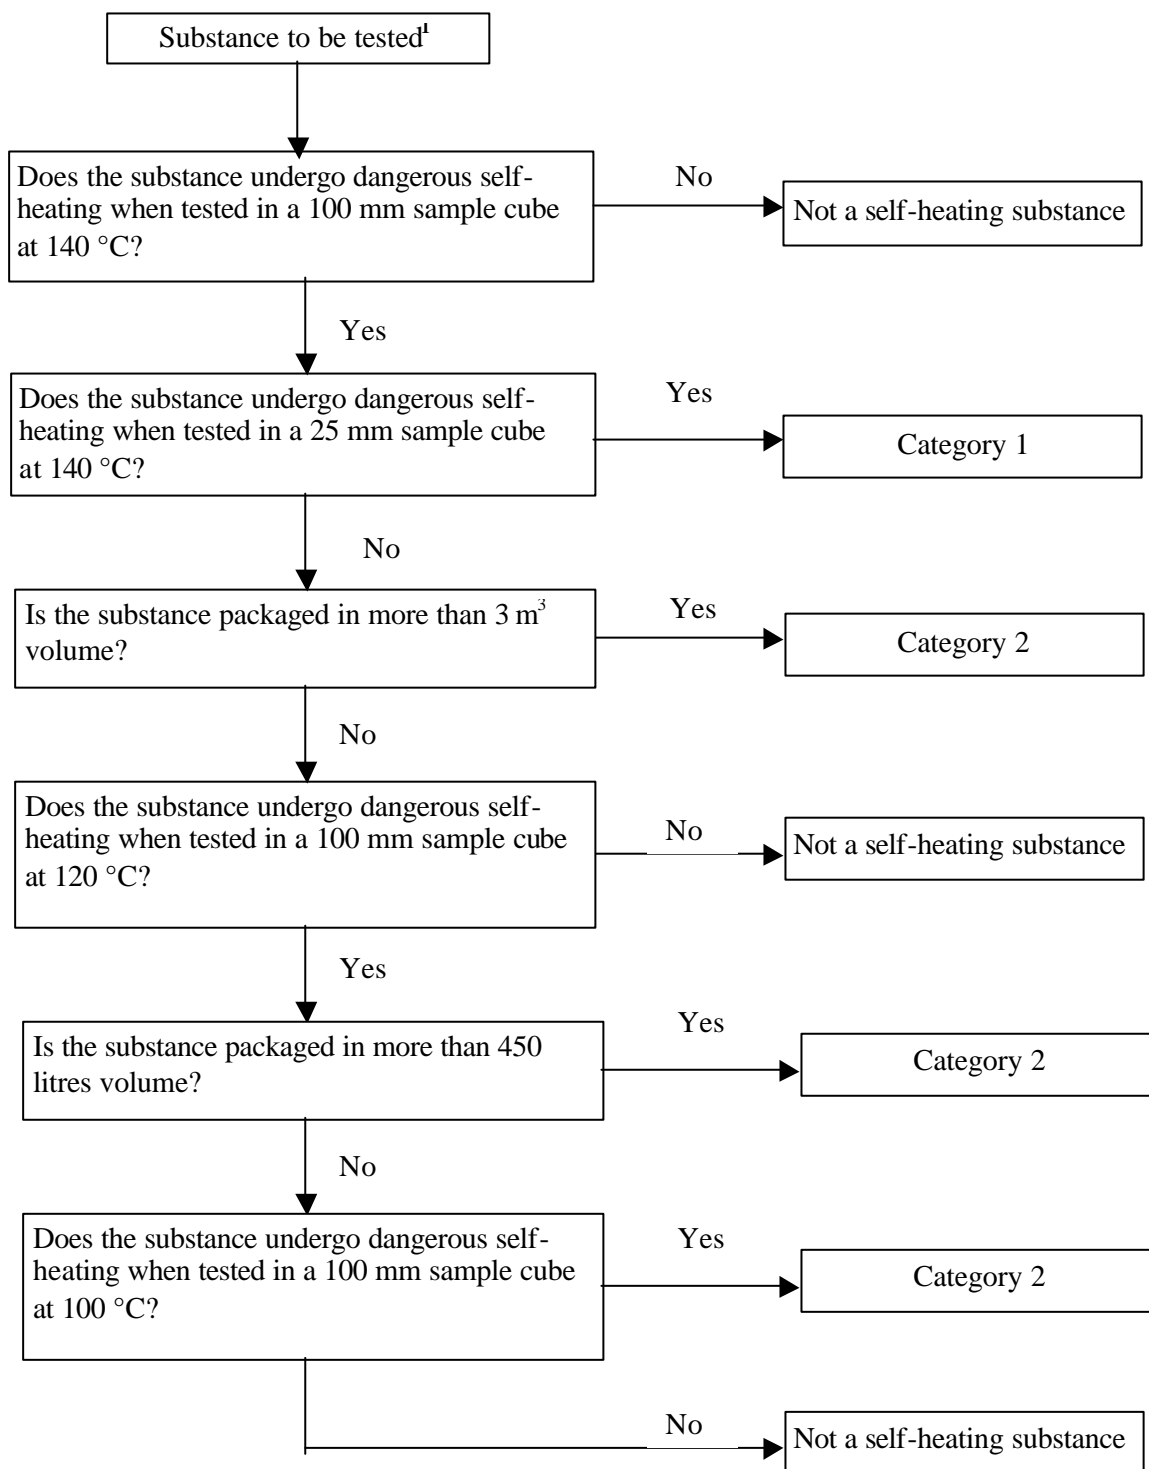 Substance to be tested¹
Does the substance undergo dangerous self-
heating when tested in a 100 mm sample cube
at 140 °C?
No
Not a self-heating substance
Yes
Does the substance undergo dangerous self-
heating when tested in a 25 mm sample cube
at 140 °C?
Yes
Category 1
No
Is the substance packaged in more than 3 m³
volume?
Yes
Category 2
No
Does the substance undergo dangerous self-
heating when tested in a 100 mm sample cube
at 120 °C?
No
Not a self-heating substance
Yes
Is the substance packaged in more than 450
litres volume?
Yes
Category 2
No
Does the substance undergo dangerous self-
heating when tested in a 100 mm sample cube
at 100 °C?
Yes
Category 2
No
Not a self-heating substance